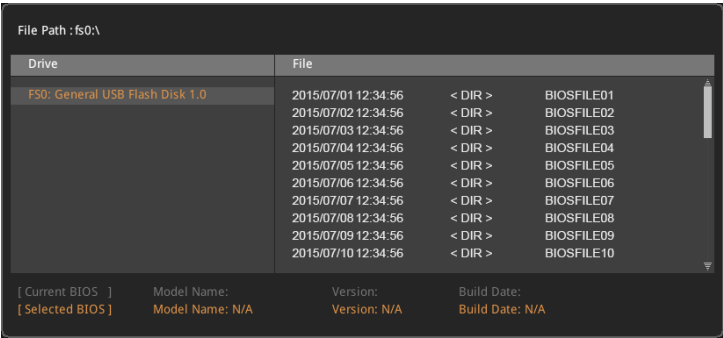 File Path : fs0:\
Drive File
FS0: General USB Flash Disk 1.0
2015/07/01 12:34:56 < DIR > BIOSFILE01
2015/07/02 12:34:56 < DIR > BIOSFILE02
2015/07/03 12:34:56 < DIR > BIOSFILE03
2015/07/04 12:34:56 < DIR > BIOSFILE04
2015/07/05 12:34:56 < DIR > BIOSFILE05
2015/07/06 12:34:56 < DIR > BIOSFILE06
2015/07/07 12:34:56 < DIR > BIOSFILE07
2015/07/08 12:34:56 < DIR > BIOSFILE08
2015/07/09 12:34:56 < DIR > BIOSFILE09
2015/07/10 12:34:56 < DIR > BIOSFILE10
[ Current BIOS ] Model Name: Version: Build Date:
[ Selected BIOS ] Model Name: N/A Version: N/A Build Date: N/A